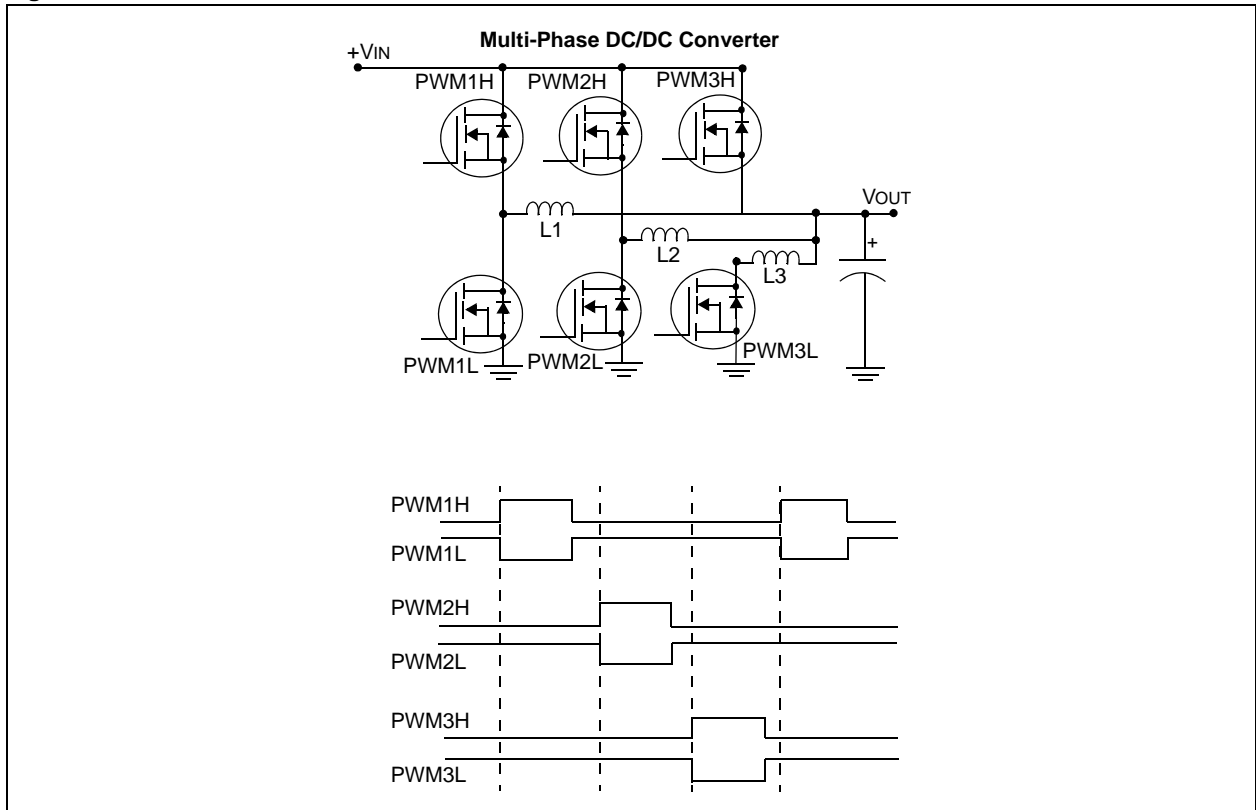 Multi-Phase DC/DC Converter
+VIN
PWM1H
PWM2H
PWM3H
VOUT
L1
L2
+
L3
PWM1L
PWM2L
PWM3L
PWM1H
PWM1L
PWM2H
PWM2L
PWM3H
PWM3L